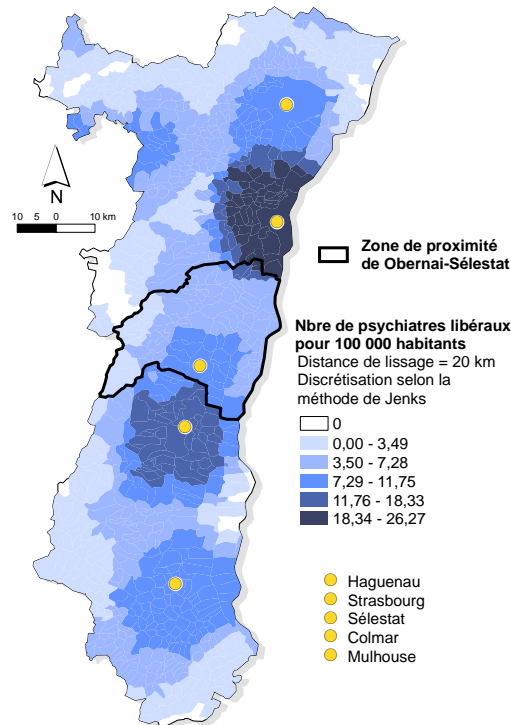 N
10 5 0 10 km
Zone de proximité
de Obernai-Sélestat
Nbre de psychiatres libéraux
pour 100 000 habitants
Distance de lissage = 20 km
Discrétisation selon la
méthode de Jenks
0
0,00 - 3,49
3,50 - 7,28
7,29 - 11,75
11,76 - 18,33
18,34 - 26,27
Haguenau
Strasbourg
Sélestat
Colmar
Mulhouse